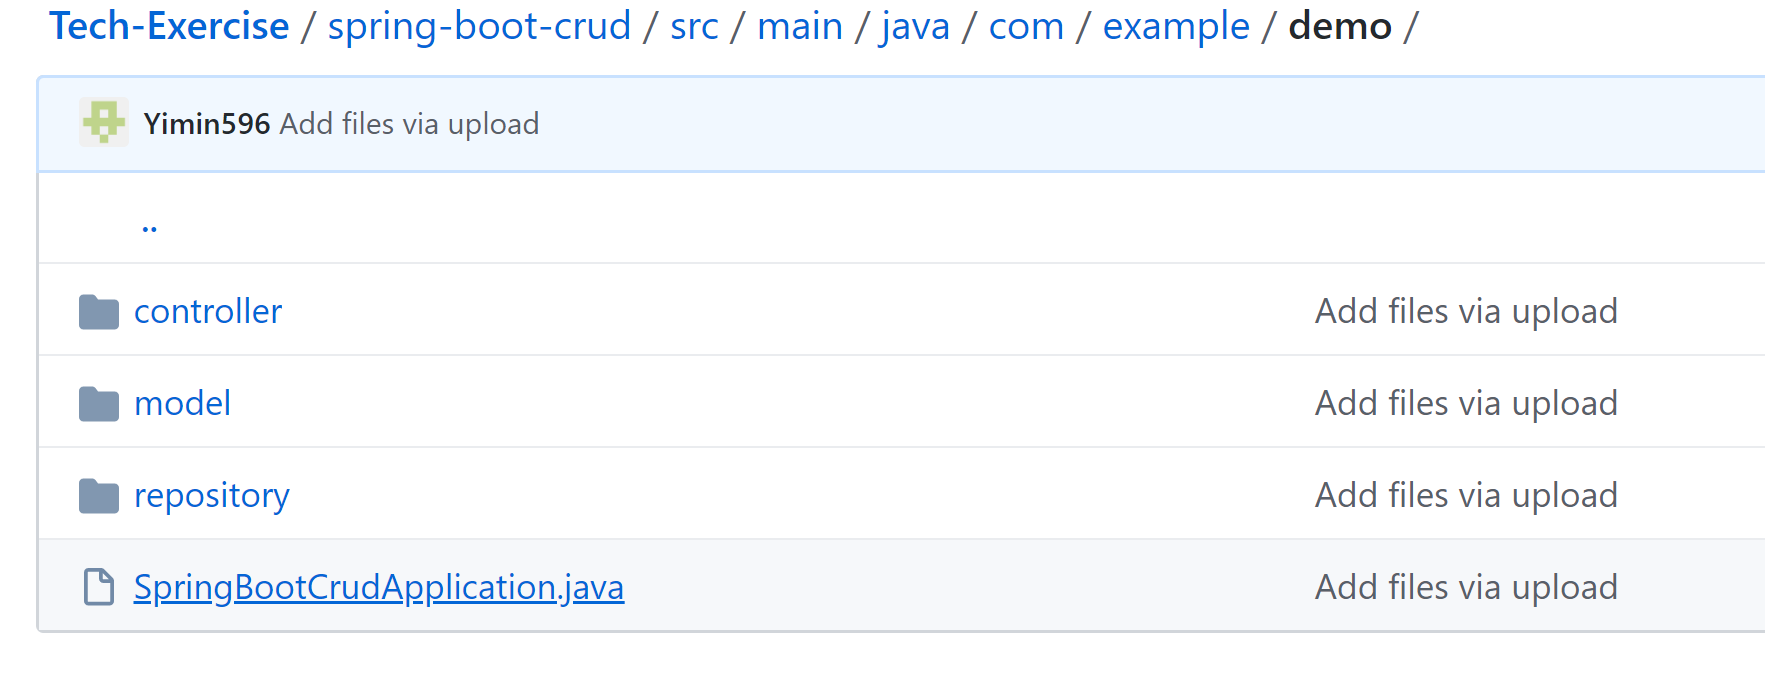 Tech-Exercise / spring-boot-crud / src / main / java / com / example / demo /
Yimin596 Add files via upload
..
controller Add files via upload
model Add files via upload
repository Add files via upload
SpringBootCrudApplication.java Add files via upload